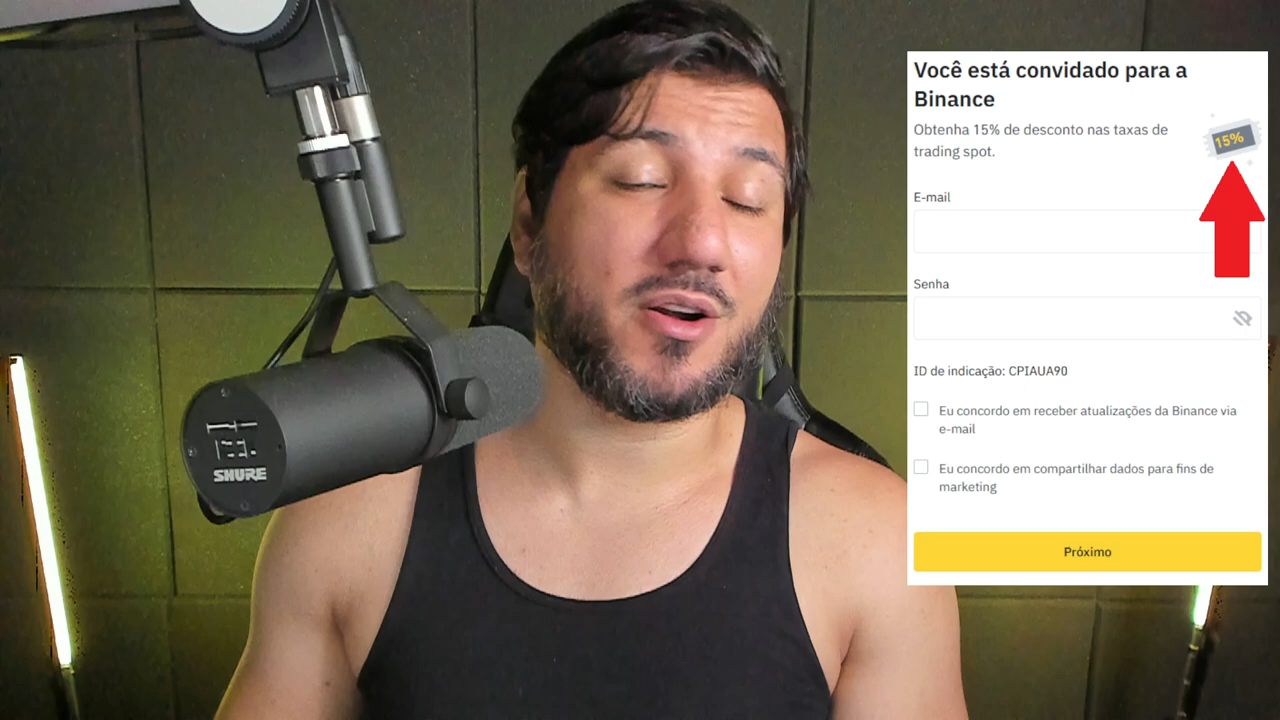 SHURE
Você está convidado para a
Binance
Obtenha 15% de desconto nas taxas de
trading spot.
15%
E-mail
Senha
ID de indicação: CPIAUA90
Eu concordo em receber atualizações da Binance via
e-mail
Eu concordo em compartilhar dados para fins de
marketing
Próximo